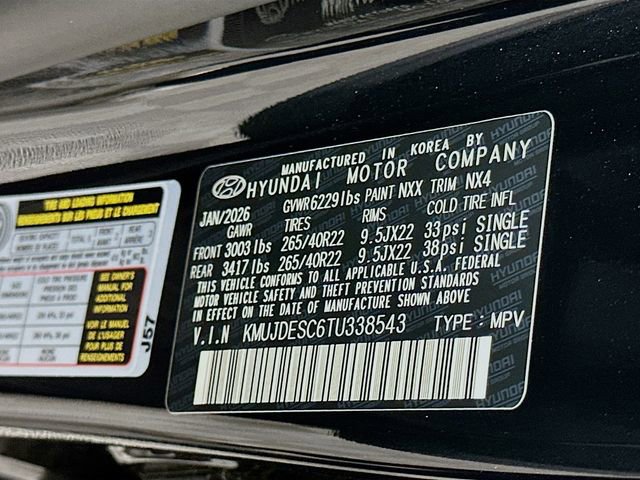 MANUFACTURED IN KOREA BY
HYUNDAI MOTOR COMPANY
JAN/2026 GVWR6229lbs PAINT NXX TRIM NX4
GAWR TIRES RIMS COLD TIRE INFL
FRONT 3003 lbs 265/40R22 9.5JX22 33psi SINGLE
REAR 3417 lbs 265/40R22 9.5JX22 38psi SINGLE
THIS VEHICLE CONFORMS TO ALL APPLICABLE U.S.A. FEDERAL
MOTOR VEHICLE SAFETY AND THEFT PREVENTION STANDARDS
IN EFFECT ON THE DATE OF MANUFACTURE SHOWN ABOVE
V.I.N KMUJDESC6TU338543 TYPE : MPV
TIRE AND LOADING INFORMATION
RENSEIGNEMENTS SUR LES PNEUS ET LE CHARGEMENT
SEE OWNER'S
MANUAL FOR
ADDITIONAL
INFORMATION
VOIR LE MANUEL
DE L'USAGER
POUR PLUS DE
RENSEIGNEMENTS
J57